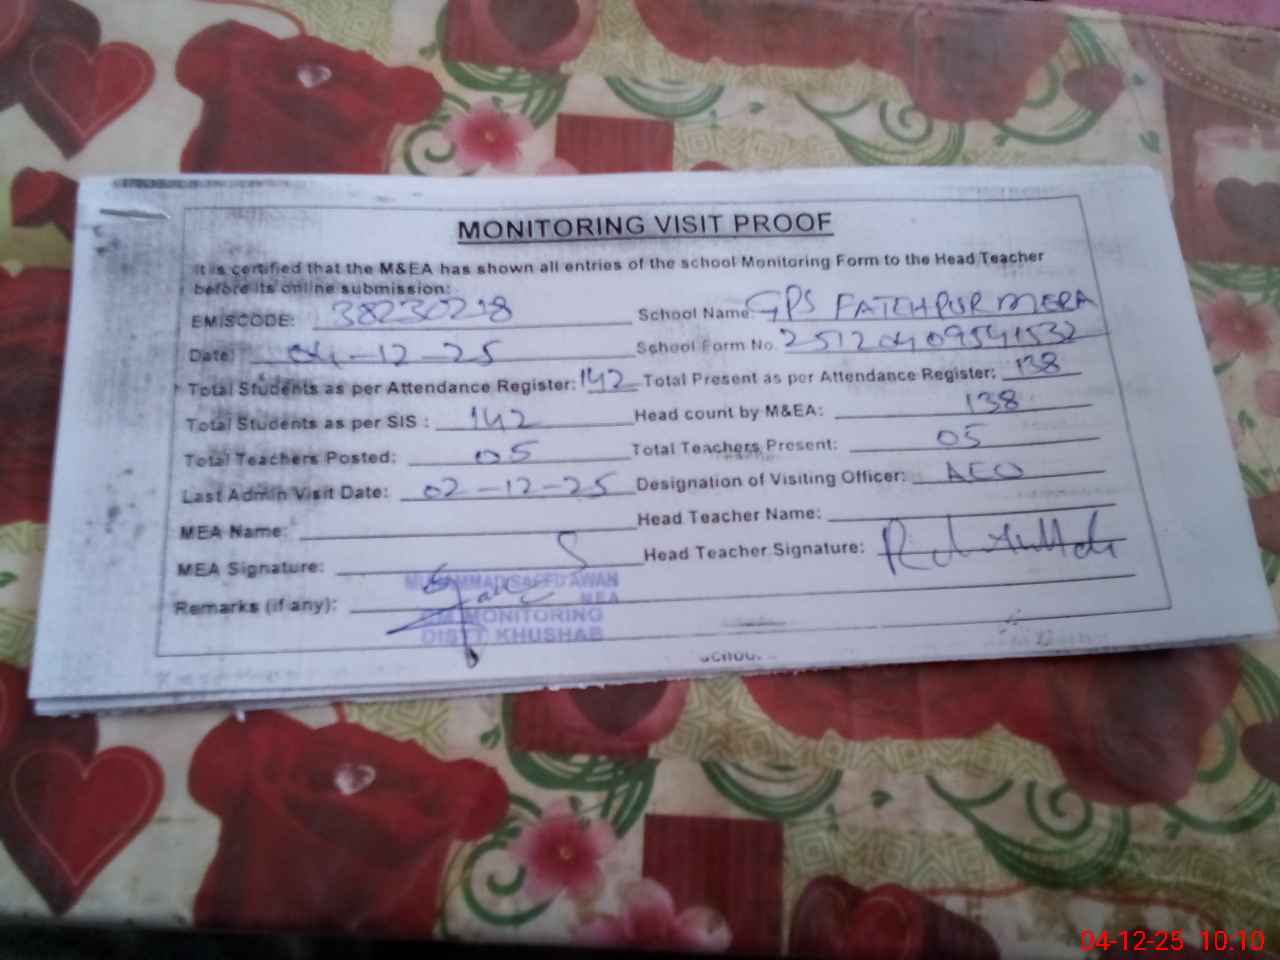 MONITORING VISIT PROOF
It is certified that the M&EA has shown all entries of the school Monitoring Form to the Head Teacher
before its online submission:
EMISCODE: 38230218 School Name: GPS FATEHPUR MERA
Date: 04-12-25 School Form No. 25120409541532
Total Students as per Attendance Register: 142 Total Present as per Attendance Register: 138
Total Students as per SIS : 142 Head count by M&EA: 138
Total Teachers Posted: 05 Total Teachers Present: 05
Last Admin Visit Date: 02-12-25 Designation of Visiting Officer: AEO
MEA Name: Head Teacher Name:
MEA Signature: Head Teacher Signature:
Remarks (if any):
MUHAMMAD SAEED AWAN
MEA
CM MONITORING
DISTT KHUSHAB
04-12-25 10:10